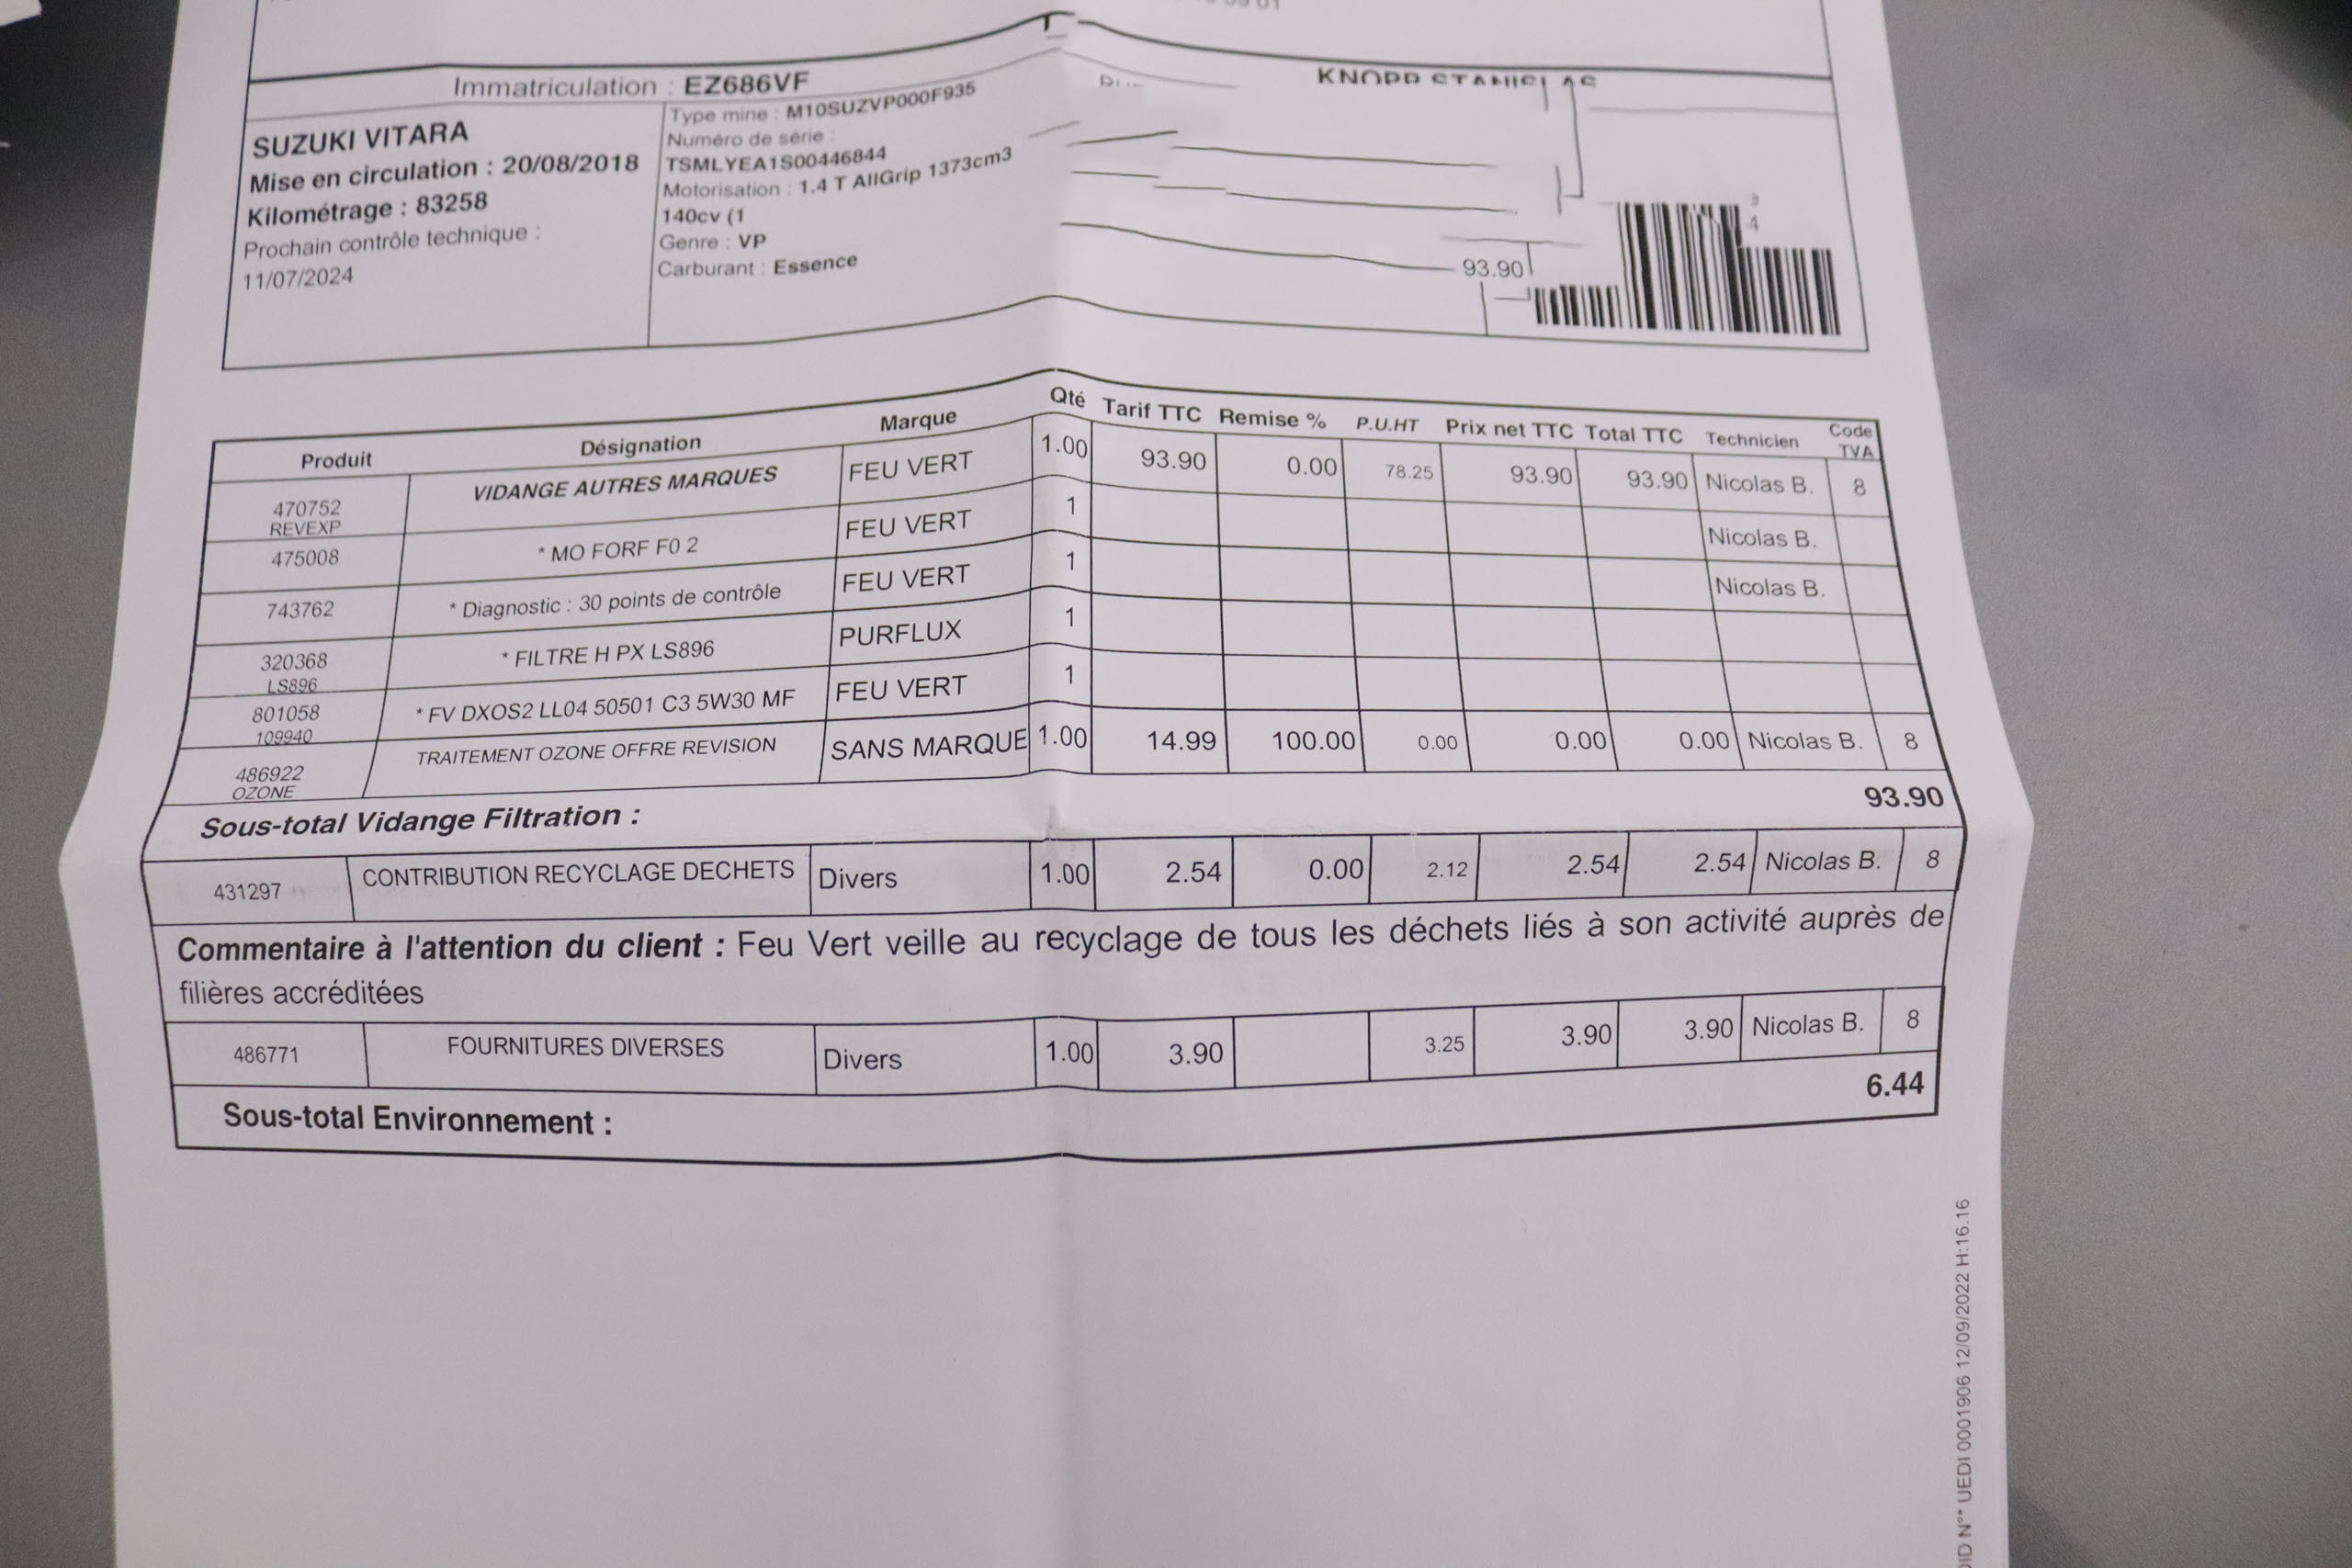 Immatriculation : EZ686VF
SUZUKI VITARA
Mise en circulation : 20/08/2018
Kilométrage : 83258
Prochain contrôle technique :
11/07/2024
Type mine : M10SUZVP000F935
Numéro de série :
TSMLYEA1S00446844
Motorisation : 1.4 T AllGrip 1373cm3
140cv (1
Genre : VP
Carburant : Essence
93.90
Produit Désignation Marque Qté Tarif TTC Remise % P.U.HT Prix net TTC Total TTC Technicien Code TVA
470752 REVEXP VIDANGE AUTRES MARQUES FEU VERT 1.00 93.90 0.00 78.25 93.90 93.90 Nicolas B. 8
475008 * MO FORF F0 2 FEU VERT 1 Nicolas B.
743762 * Diagnostic : 30 points de contrôle FEU VERT 1 Nicolas B.
320368 LS896 * FILTRE H PX LS896 PURFLUX 1
801058 109940 * FV DXOS2 LL04 50501 C3 5W30 MF FEU VERT 1
486922 OZONE TRAITEMENT OZONE OFFRE REVISION SANS MARQUE 1.00 14.99 100.00 0.00 0.00 0.00 Nicolas B. 8
Sous-total Vidange Filtration : 93.90
431297 CONTRIBUTION RECYCLAGE DECHETS Divers 1.00 2.54 0.00 2.12 2.54 2.54 Nicolas B. 8
Commentaire à l'attention du client : Feu Vert veille au recyclage de tous les déchets liés à son activité auprès de
filières accréditées
486771 FOURNITURES DIVERSES Divers 1.00 3.90 3.25 3.90 3.90 Nicolas B. 8
Sous-total Environnement : 6.44
N°* UEDI 0001906 12/09/2022 H:16.16